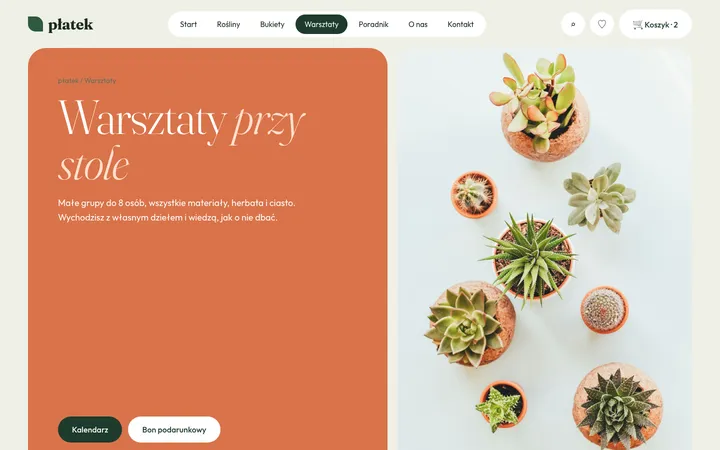 płatek
Start Rośliny Bukiety Warsztaty Poradnik O nas Kontakt
Koszyk · 2
płatek / Warsztaty
Warsztaty przy
stole
Małe grupy do 8 osób, wszystkie materiały, herbata i ciasto.
Wychodzisz z własnym dziełem i wiedzą, jak o nie dbać.
Kalendarz
Bon podarunkowy